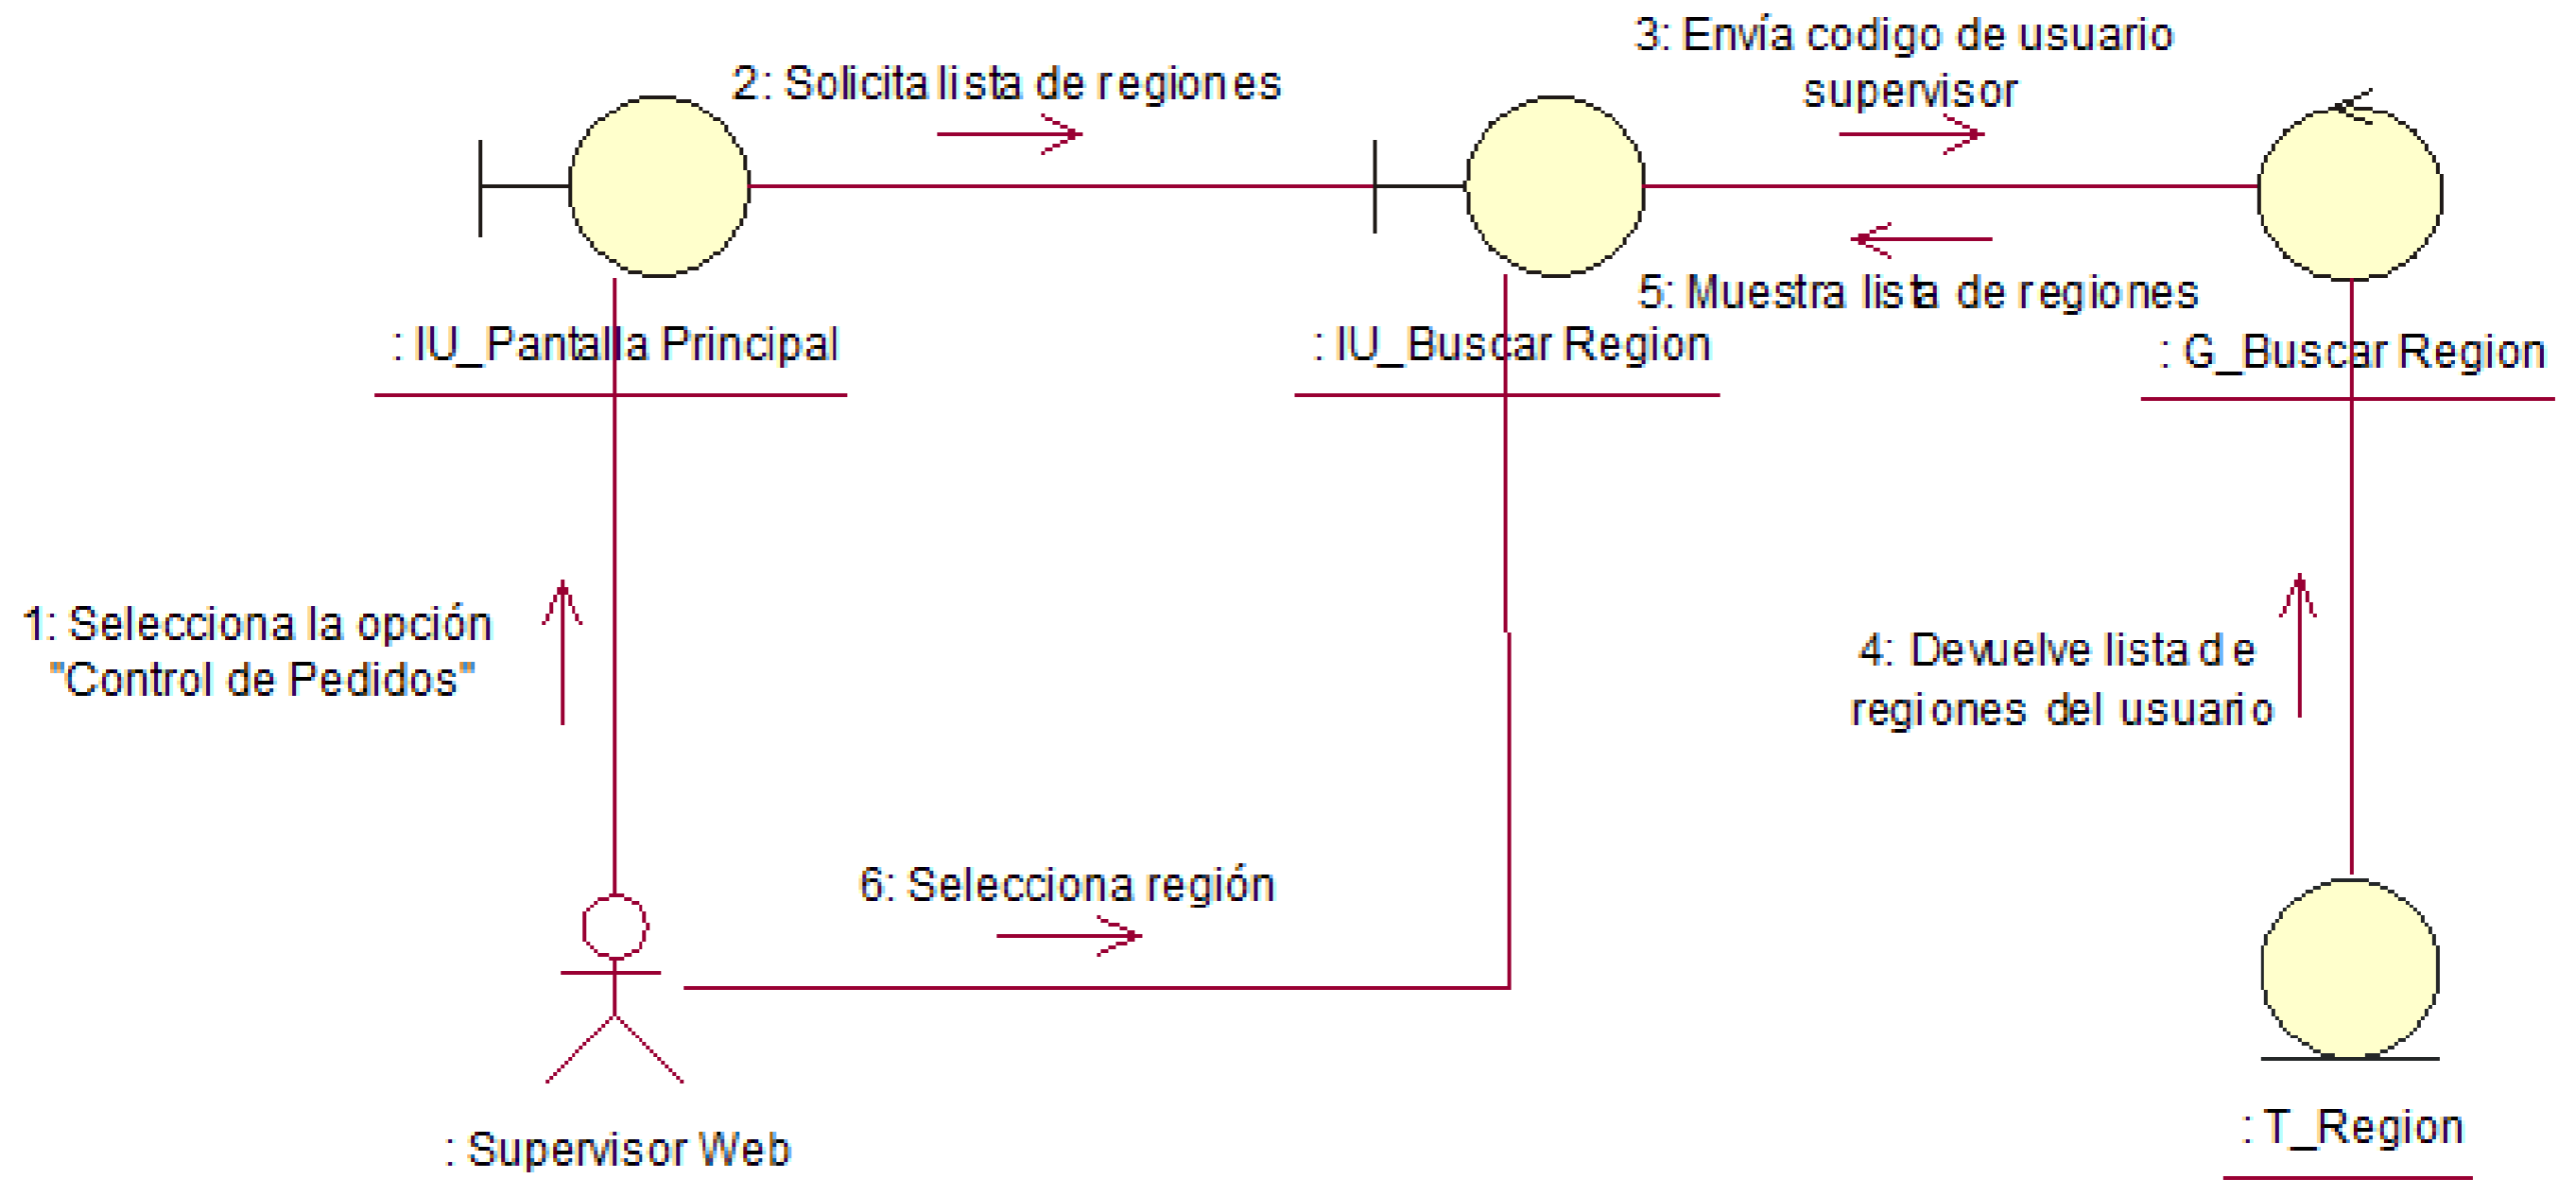 3: Envía codigo de usuario
supervisor
2: Solicita lista de regiones
5: Muestra lista de regiones
: IU_Pantalla Principal
: IU_Buscar Region
: G_Buscar Region
1: Selecciona la opción
"Control de Pedidos"
4: Devuelve lista de
regiones del usuario
6: Selecciona región
: Supervisor Web
: T_Region